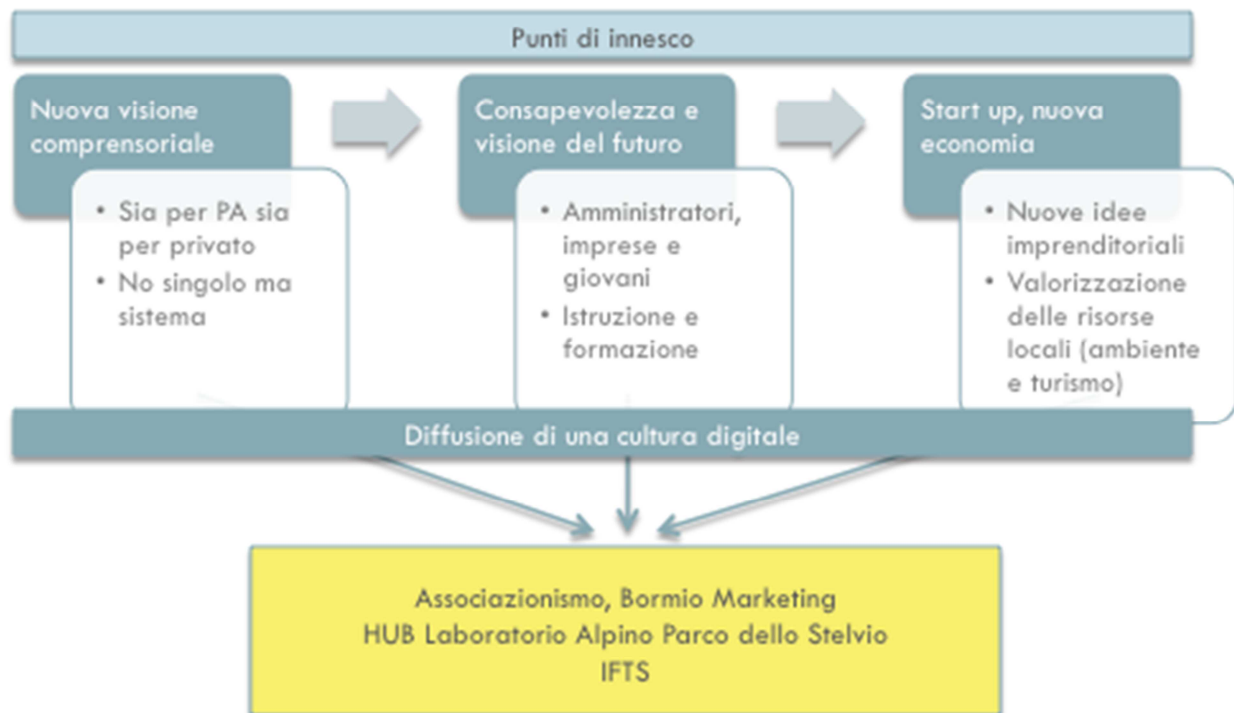 Punti di innesco
Nuova visione
comprensoriale
• Sia per PA sia
per privato
• No singolo ma
sistema
Consapevolezza e
visione del futuro
• Amministratori,
imprese e
giovani
• Istruzione e
formazione
Start up, nuova
economia
• Nuove idee
imprenditoriali
• Valorizzazione
delle risorse
locali (ambiente
e turismo)
Diffusione di una cultura digitale
Associazionismo, Bormio Marketing
HUB Laboratorio Alpino Parco dello Stelvio
IFTS